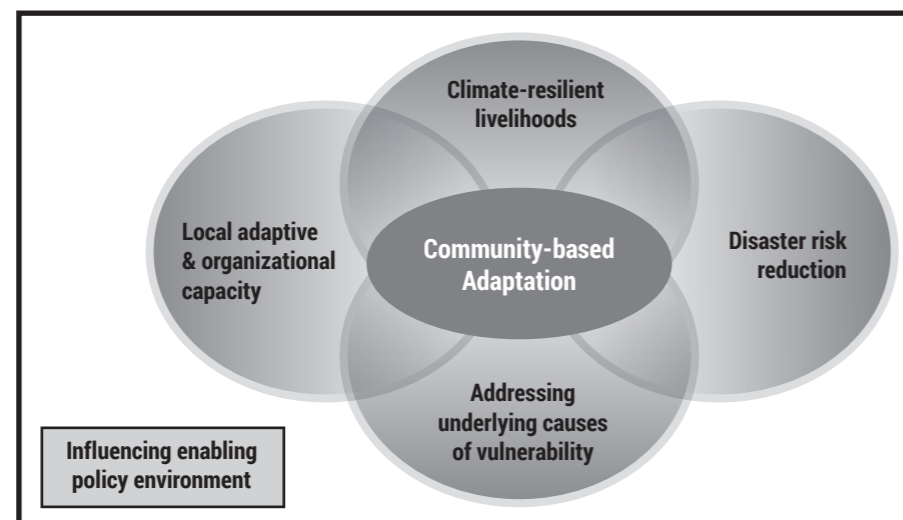 Climate-resilient
livelihoods
Local adaptive
& organizational
capacity
Community-based
Adaptation
Disaster risk
reduction
Addressing
underlying causes
of vulnerability
Influencing enabling
policy environment